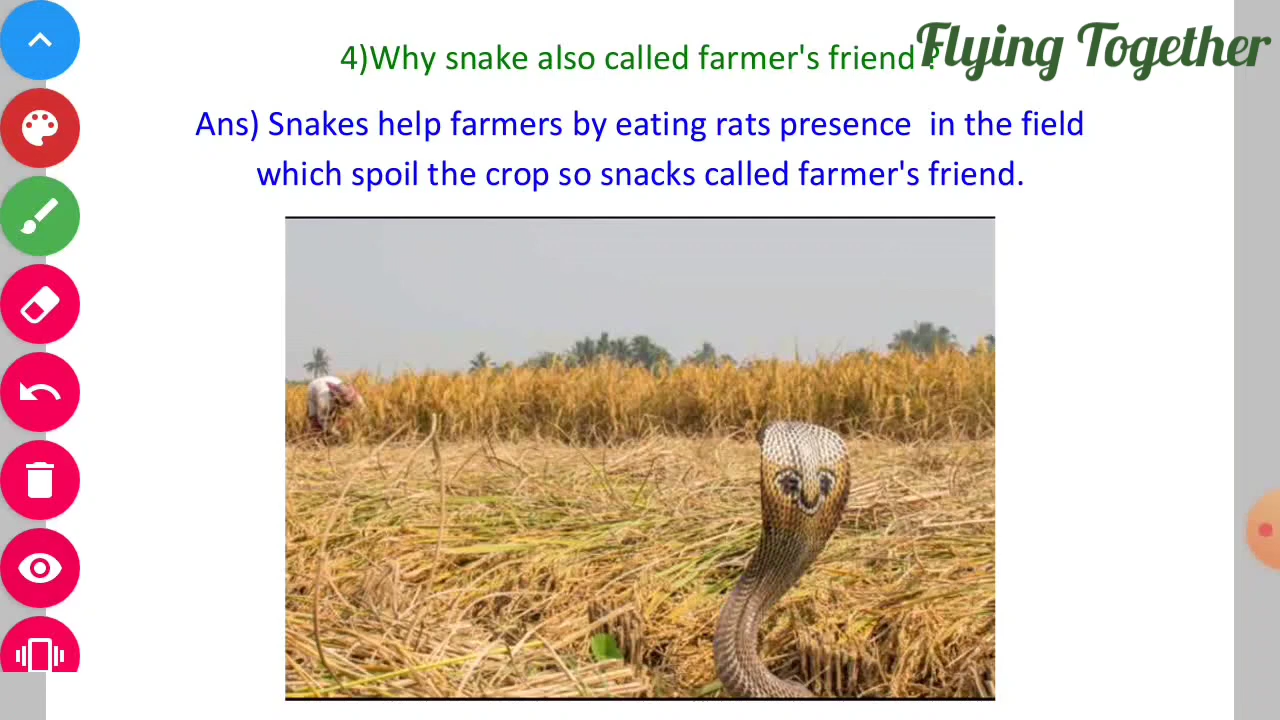 4)Why snake also called farmer's friend ?
Flying Together
Ans) Snakes help farmers by eating rats presence in the field
which spoil the crop so snacks called farmer's friend.